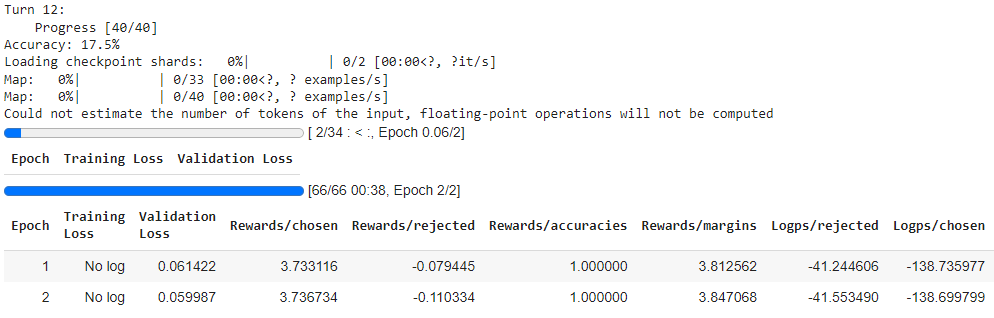 Turn 12:
Progress [40/40]
Accuracy: 17.5%
Loading checkpoint shards:   0%|          | 0/2 [00:00<?, ?it/s]
Map:   0%|          | 0/33 [00:00<?, ? examples/s]
Map:   0%|          | 0/40 [00:00<?, ? examples/s]
Could not estimate the number of tokens of the input, floating-point operations will not be computed
[ 2/34 : < :, Epoch 0.06/2]
Epoch Training Loss Validation Loss
[66/66 00:38, Epoch 2/2]
Epoch Training Loss Validation Loss Rewards/chosen Rewards/rejected Rewards/accuracies Rewards/margins Logps/rejected Logps/chosen
1 No log 0.061422 3.733116 -0.079445 1.000000 3.812562 -41.244606 -138.735977
2 No log 0.059987 3.736734 -0.110334 1.000000 3.847068 -41.553490 -138.699799